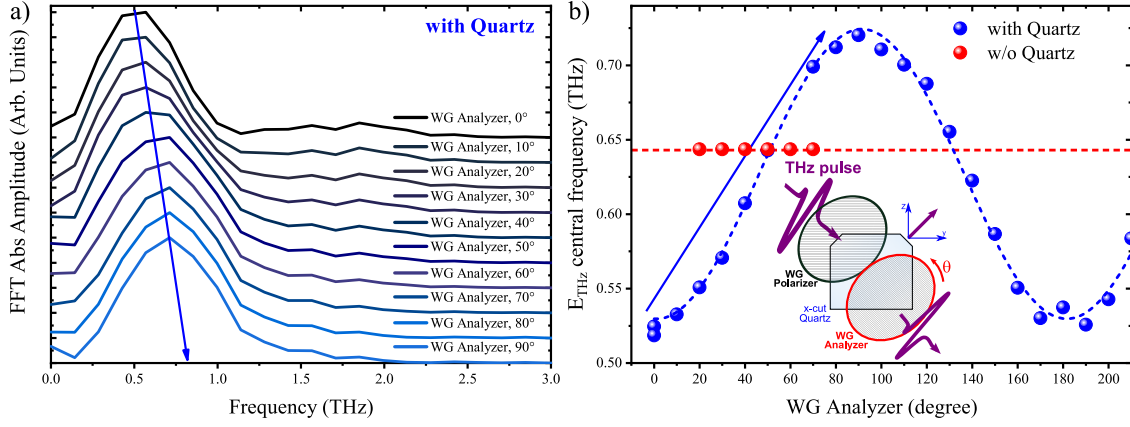 a)
with Quartz
FFT Abs Amplitude (Arb. Units)
WG Analyzer, 0°
WG Analyzer, 10°
WG Analyzer, 20°
WG Analyzer, 30°
WG Analyzer, 40°
WG Analyzer, 50°
WG Analyzer, 60°
WG Analyzer, 70°
WG Analyzer, 80°
WG Analyzer, 90°
0.0 0.5 1.0 1.5 2.0 2.5 3.0
Frequency (THz)
b)
with Quartz
w/o Quartz
E_THz central frequency (THz)
0.70
0.65
0.60
0.55
0.50
THz pulse
z
y
θ
WG
Polarizer
x-cut
Quartz
WG
Analyzer
0 20 40 60 80 100 120 140 160 180 200
WG Analyzer (degree)